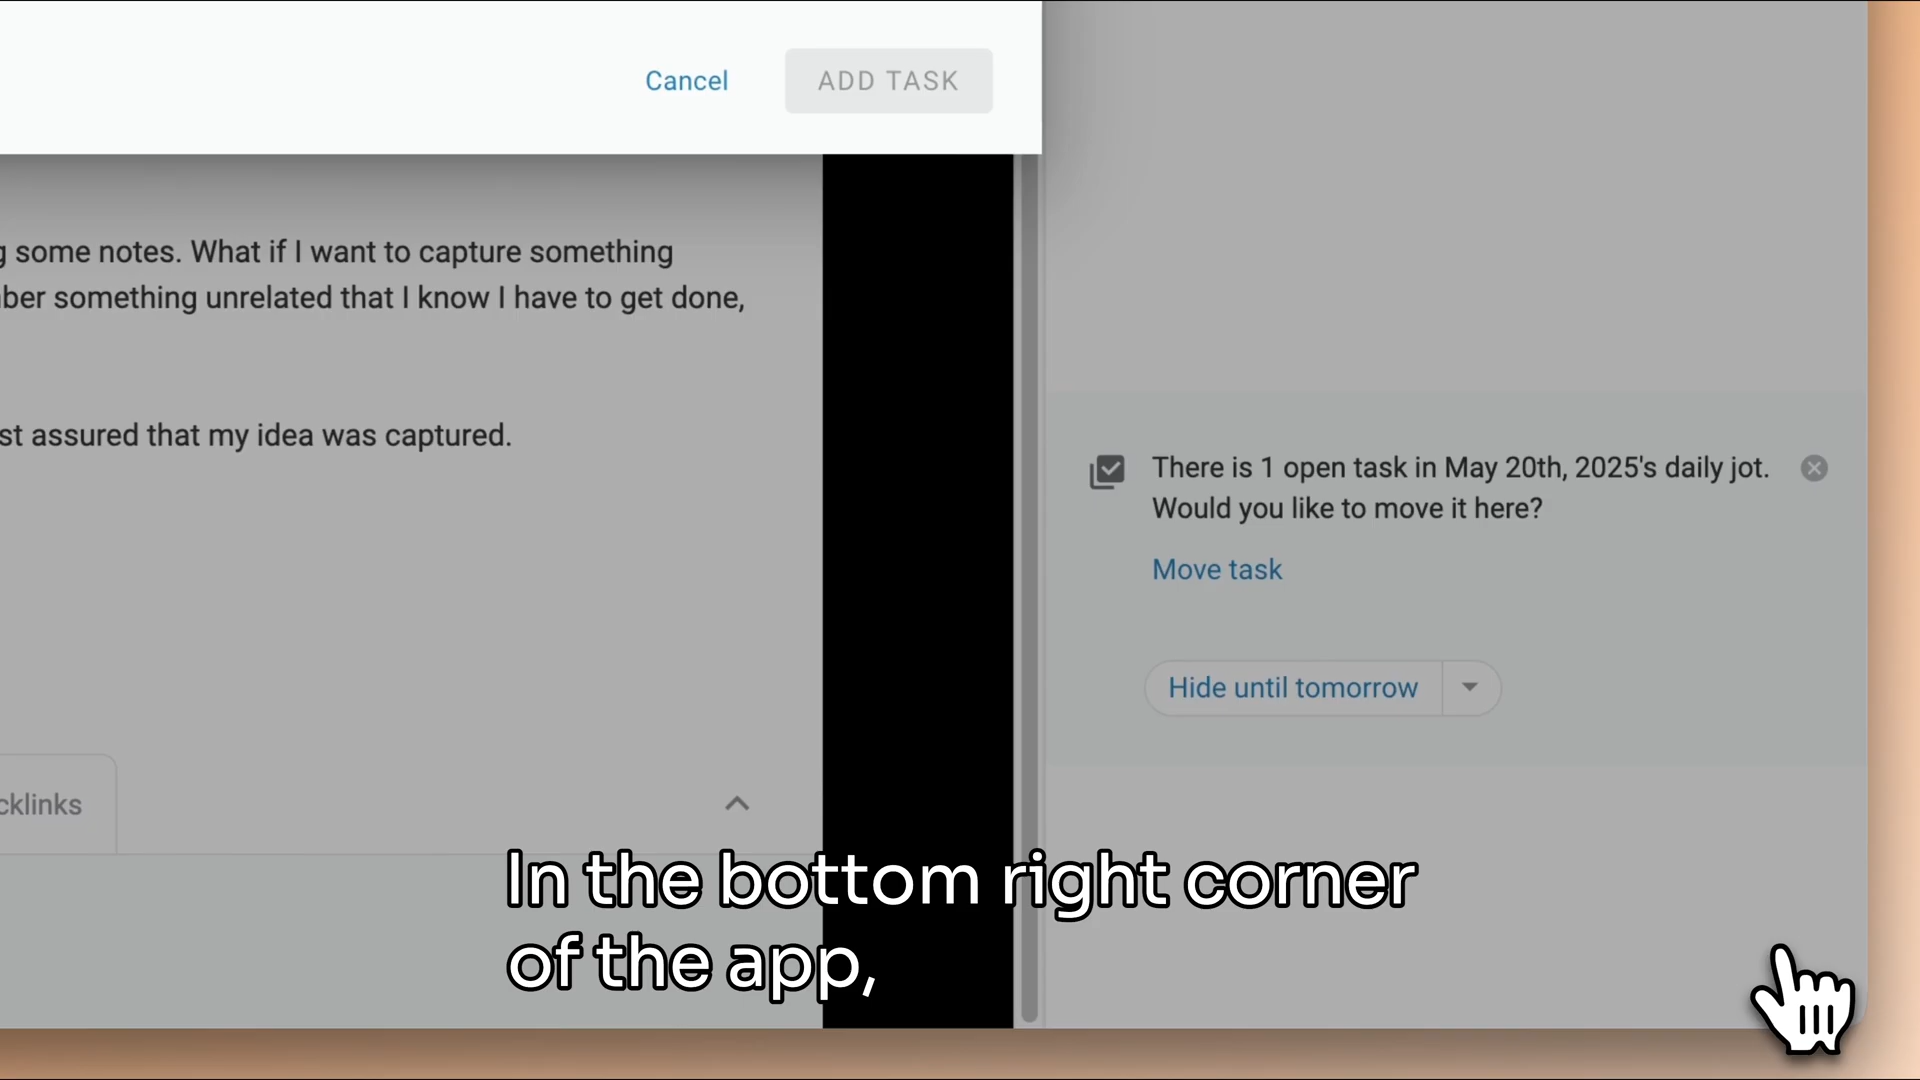 Cancel
ADD TASK
some notes. What if I want to capture something
something unrelated that I know I have to get done,
assured that my idea was captured.
There is 1 open task in May 20th, 2025's daily jot.
Would you like to move it here?
Move task
Hide until tomorrow
cklinks
In the bottom right corner
of the app,